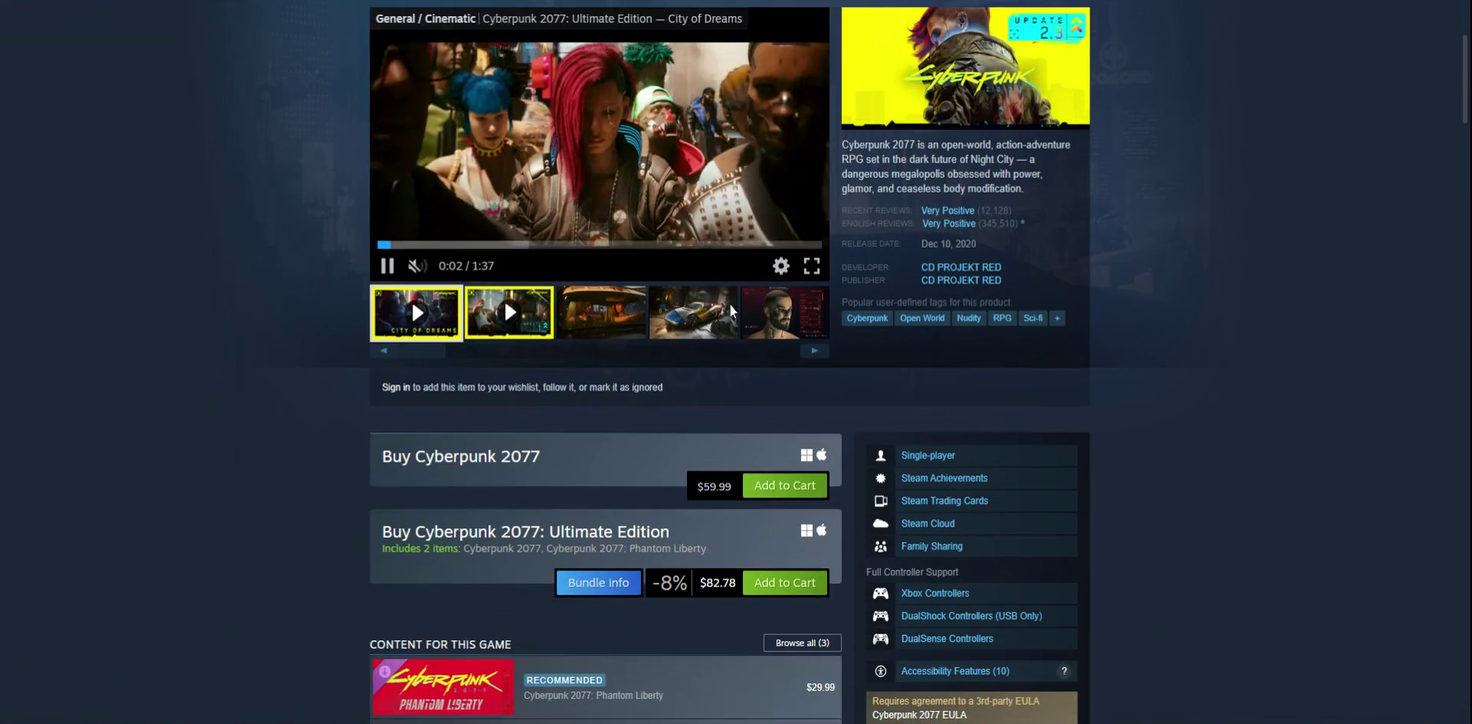 General / Cinematic | Cyberpunk 2077: Ultimate Edition — City of Dreams
0:02 / 1:37
CITY OF DREAMS
UPDATE
2.3
CYBERPUNK
2077
Cyberpunk 2077 is an open-world, action-adventure
RPG set in the dark future of Night City — a
dangerous megalopolis obsessed with power,
glamor, and ceaseless body modification.
RECENT REVIEWS: Very Positive (12,128)
ENGLISH REVIEWS: Very Positive (345,510) *
RELEASE DATE: Dec 10, 2020
DEVELOPER: CD PROJEKT RED
PUBLISHER: CD PROJEKT RED
Popular user-defined tags for this product:
Cyberpunk Open World Nudity RPG Sci-fi +
Sign in to add this item to your wishlist, follow it, or mark it as ignored
Buy Cyberpunk 2077
$59.99 Add to Cart
Buy Cyberpunk 2077: Ultimate Edition
Includes 2 items: Cyberpunk 2077, Cyberpunk 2077: Phantom Liberty
Bundle info -8% $82.78 Add to Cart
CONTENT FOR THIS GAME Browse all (3)
CYBERPUNK
2077
PHANTOM LIBERTY
RECOMMENDED
Cyberpunk 2077: Phantom Liberty
$29.99
Single-player
Steam Achievements
Steam Trading Cards
Steam Cloud
Family Sharing
Full Controller Support
Xbox Controllers
DualShock Controllers (USB Only)
DualSense Controllers
Accessibility Features (10) ?
Requires agreement to a 3rd-party EULA
Cyberpunk 2077 EULA